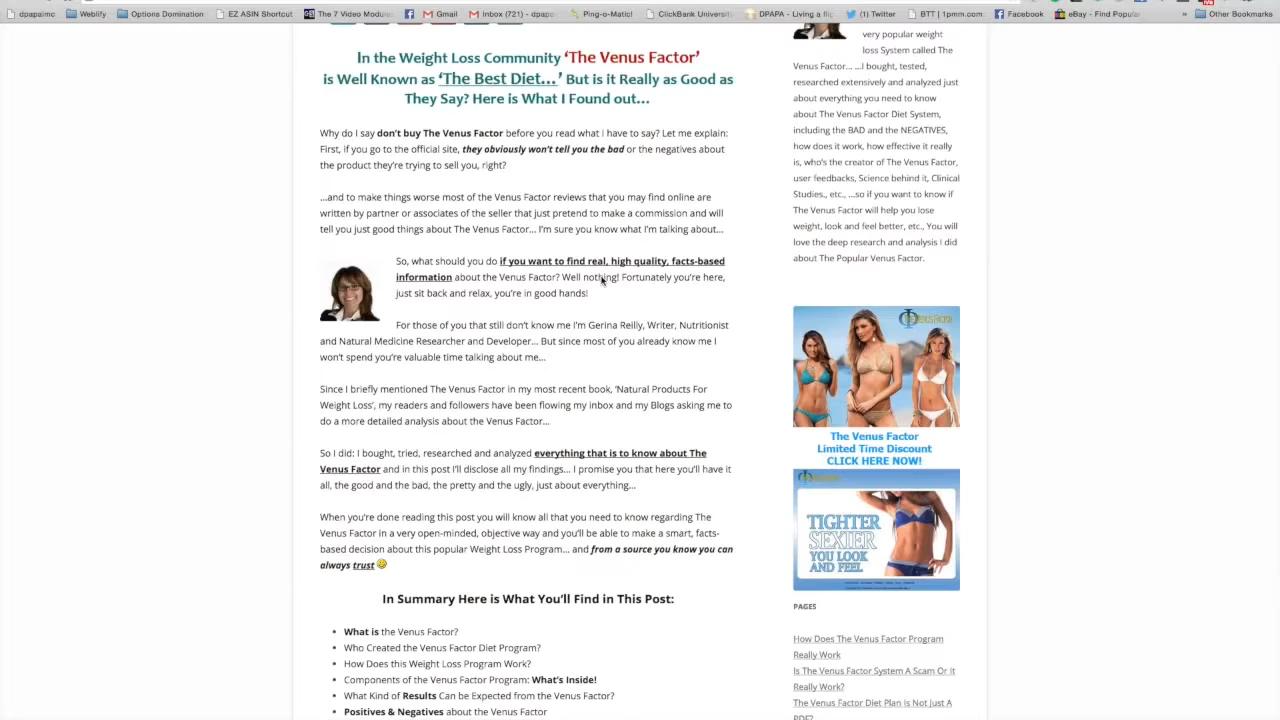 dpapaimc
Weebly
Options Domination
EZ ASIN Shortcut
The 7 Video Modules
Gmail
Inbox (721) - dpapa
Ping-o-Matic!
ClickBank Universit
DPAPA - Living a flip
(1) Twitter
BTT | 1ppmm.com
Facebook
eBay - Find Popular
»
Other Bookmarks
In the Weight Loss Community ‘The Venus Factor’
is Well Known as ‘The Best Diet…’ But is it Really as Good as
They Say? Here is What I Found out…
Why do I say don’t buy The Venus Factor before you read what I have to say? Let me explain:
First, if you go to the official site, they obviously won’t tell you the bad or the negatives about
the product they’re trying to sell you, right?
…and to make things worse most of the Venus Factor reviews that you may find online are
written by partner or associates of the seller that just pretend to make a commission and will
tell you just good things about The Venus Factor… I’m sure you know what I’m talking about…
So, what should you do if you want to find real, high quality, facts-based
information about the Venus Factor? Well nothing! Fortunately you’re here,
just sit back and relax, you’re in good hands!
For those of you that still don’t know me I’m Gerina Reilly, Writer, Nutritionist
and Natural Medicine Researcher and Developer… But since most of you already know me I
won’t spend you’re valuable time talking about me…
Since I briefly mentioned The Venus Factor in my most recent book, ‘Natural Products For
Weight Loss’, my readers and followers have been flowing my inbox and my Blogs asking me to
do a more detailed analysis about the Venus Factor…
So I did: I bought, tried, researched and analyzed everything that is to know about The
Venus Factor and in this post I’ll disclose all my findings… I promise you that here you’ll have it
all, the good and the bad, the pretty and the ugly, just about everything…
When you’re done reading this post you will know all that you need to know regarding The
Venus Factor in a very open-minded, objective way and you’ll be able to make a smart, facts-
based decision about this popular Weight Loss Program… and from a source you know you can
always trust
In Summary Here is What You’ll Find in This Post:
What is the Venus Factor?
Who Created the Venus Factor Diet Program?
How Does this Weight Loss Program Work?
Components of the Venus Factor Program: What’s Inside!
What Kind of Results Can be Expected from the Venus Factor?
Positives & Negatives about the Venus Factor
very popular weight
loss System called The
Venus Factor… …I bought, tested,
researched extensively and analyzed just
about everything you need to know
about The Venus Factor Diet System,
including the BAD and the NEGATIVES,
how does it work, how effective it really
is, who’s the creator of The Venus Factor,
user feedbacks, Science behind it, Clinical
Studies., etc., …so if you want to know if
The Venus Factor will help you lose
weight, look and feel better, etc., You will
love the deep research and analysis I did
about The Popular Venus Factor.
The Venus Factor
Limited Time Discount
CLICK HERE NOW!
TIGHTER
SEXIER
YOU LOOK
AND FEEL
PAGES
How Does The Venus Factor Program
Really Work
Is The Venus Factor System A Scam Or It
Really Work?
The Venus Factor Diet Plan Is Not Just A
PDF?